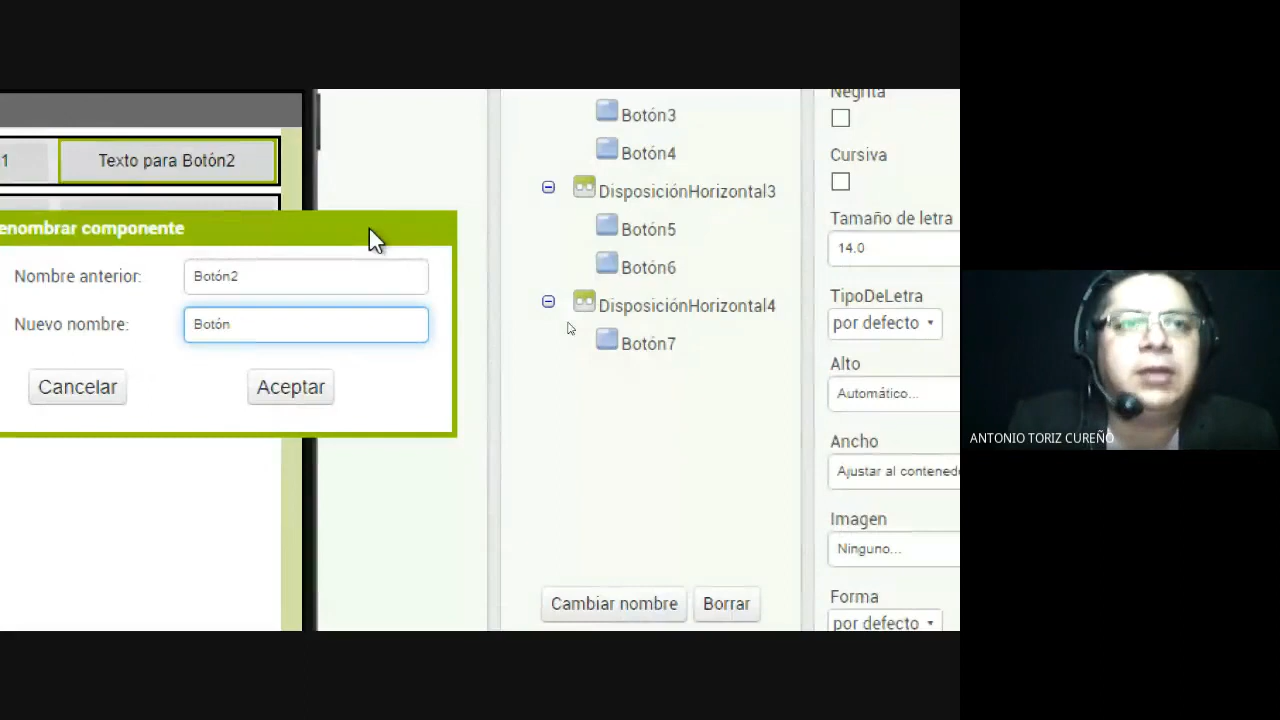 1
Texto para Botón2
enombrar componente
Nombre anterior:
Botón2
Nuevo nombre:
Botón
Cancelar
Aceptar
Botón3
Botón4
DisposiciónHorizontal3
Botón5
Botón6
DisposiciónHorizontal4
Botón7
Cambiar nombre
Borrar
Negrita
Cursiva
Tamaño de letra
14.0
TipoDeLetra
por defecto
Alto
Automático...
Ancho
Ajustar al contened
Imagen
Ninguno...
Forma
por defecto
ANTONIO TORIZ CUREÑO